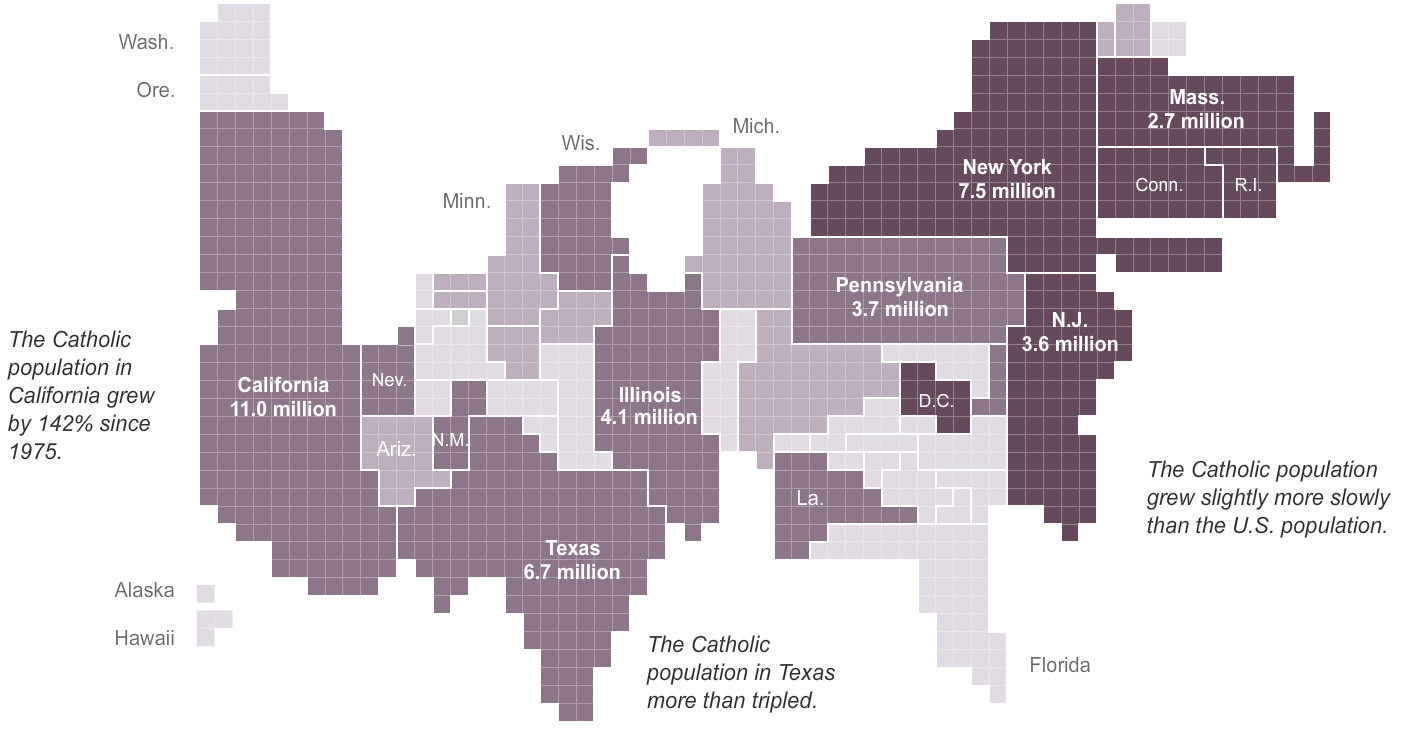 Wash.
Ore.
Mich.
Wis.
Minn.
Mass.
2.7 million
New York
7.5 million
Conn.
R.I.
Pennsylvania
3.7 million
N.J.
3.6 million
The Catholic
population in
California grew
by 142% since
1975.
California
11.0 million
Nev.
Illinois
4.1 million
D.C.
Ariz.
N.M.
La.
The Catholic population
grew slightly more slowly
than the U.S. population.
Texas
6.7 million
Alaska
Hawaii
The Catholic
population in Texas
more than tripled.
Florida